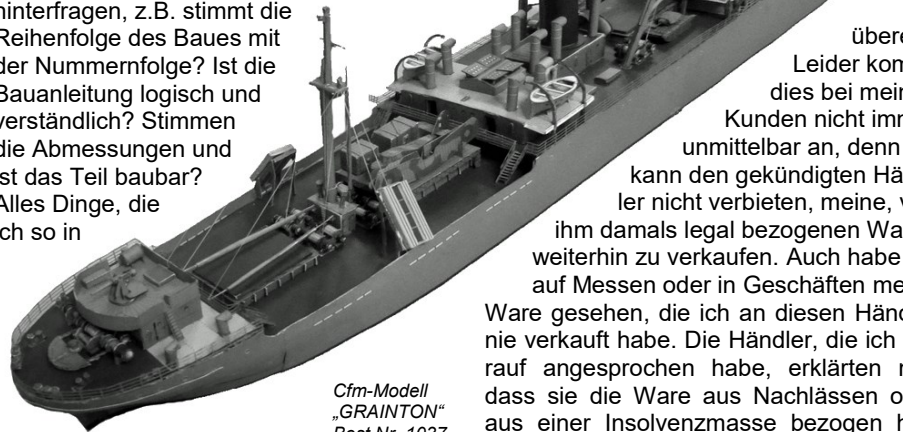 hinterfragen, z.B. stimmt die
Reihenfolge des Baues mit
der Nummernfolge? Ist die
Bauanleitung logisch und
verständlich? Stimmen
die Abmessungen und
ist das Teil baubar?
Alles Dinge, die
ich so in
Cfm-Modell
„GRAINTON“
Best.Nr. 1037
übere
Leider kom
dies bei mein
Kunden nicht imm
unmittelbar an, denn
kann den gekündigten Hä
ler nicht verbieten, meine, v
ihm damals legal bezogenen Wa
weiterhin zu verkaufen. Auch habe
auf Messen oder in Geschäften me
Ware gesehen, die ich an diesen Händ
nie verkauft habe. Die Händler, die ich
rauf angesprochen habe, erklärten m
dass sie die Ware aus Nachlässen o
aus einer Insolvenzmasse bezogen h